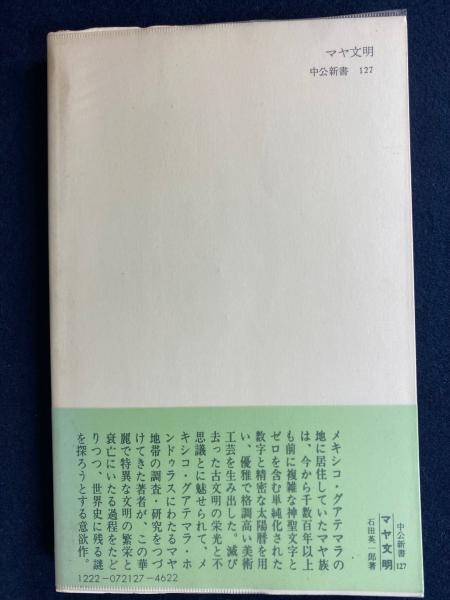 マヤ文明
中公新書 127
中公新書
127
マヤ文明
石田英一郎著
メキシコ・グアテマラの
地に居住していたマヤ族
は、今から千数百年以上
も前に複雑な神聖文字と
ゼロを含む単純化された
数字と精密な太陽暦を用
い、優雅で格調高い美術
工芸を生み出した。滅び
去った古文明の栄光と不
思議とに魅せられて、メ
キシコ・グアテマラ・ホ
ンドゥラスにわたるマヤ
地帯の調査・研究をつづ
けてきた著者が、この華
麗で特異な文明の繁栄と
衰亡にいたる過程をたど
りつつ、世界史に残る謎
を探ろうとする意欲作。
1222-072127-4622